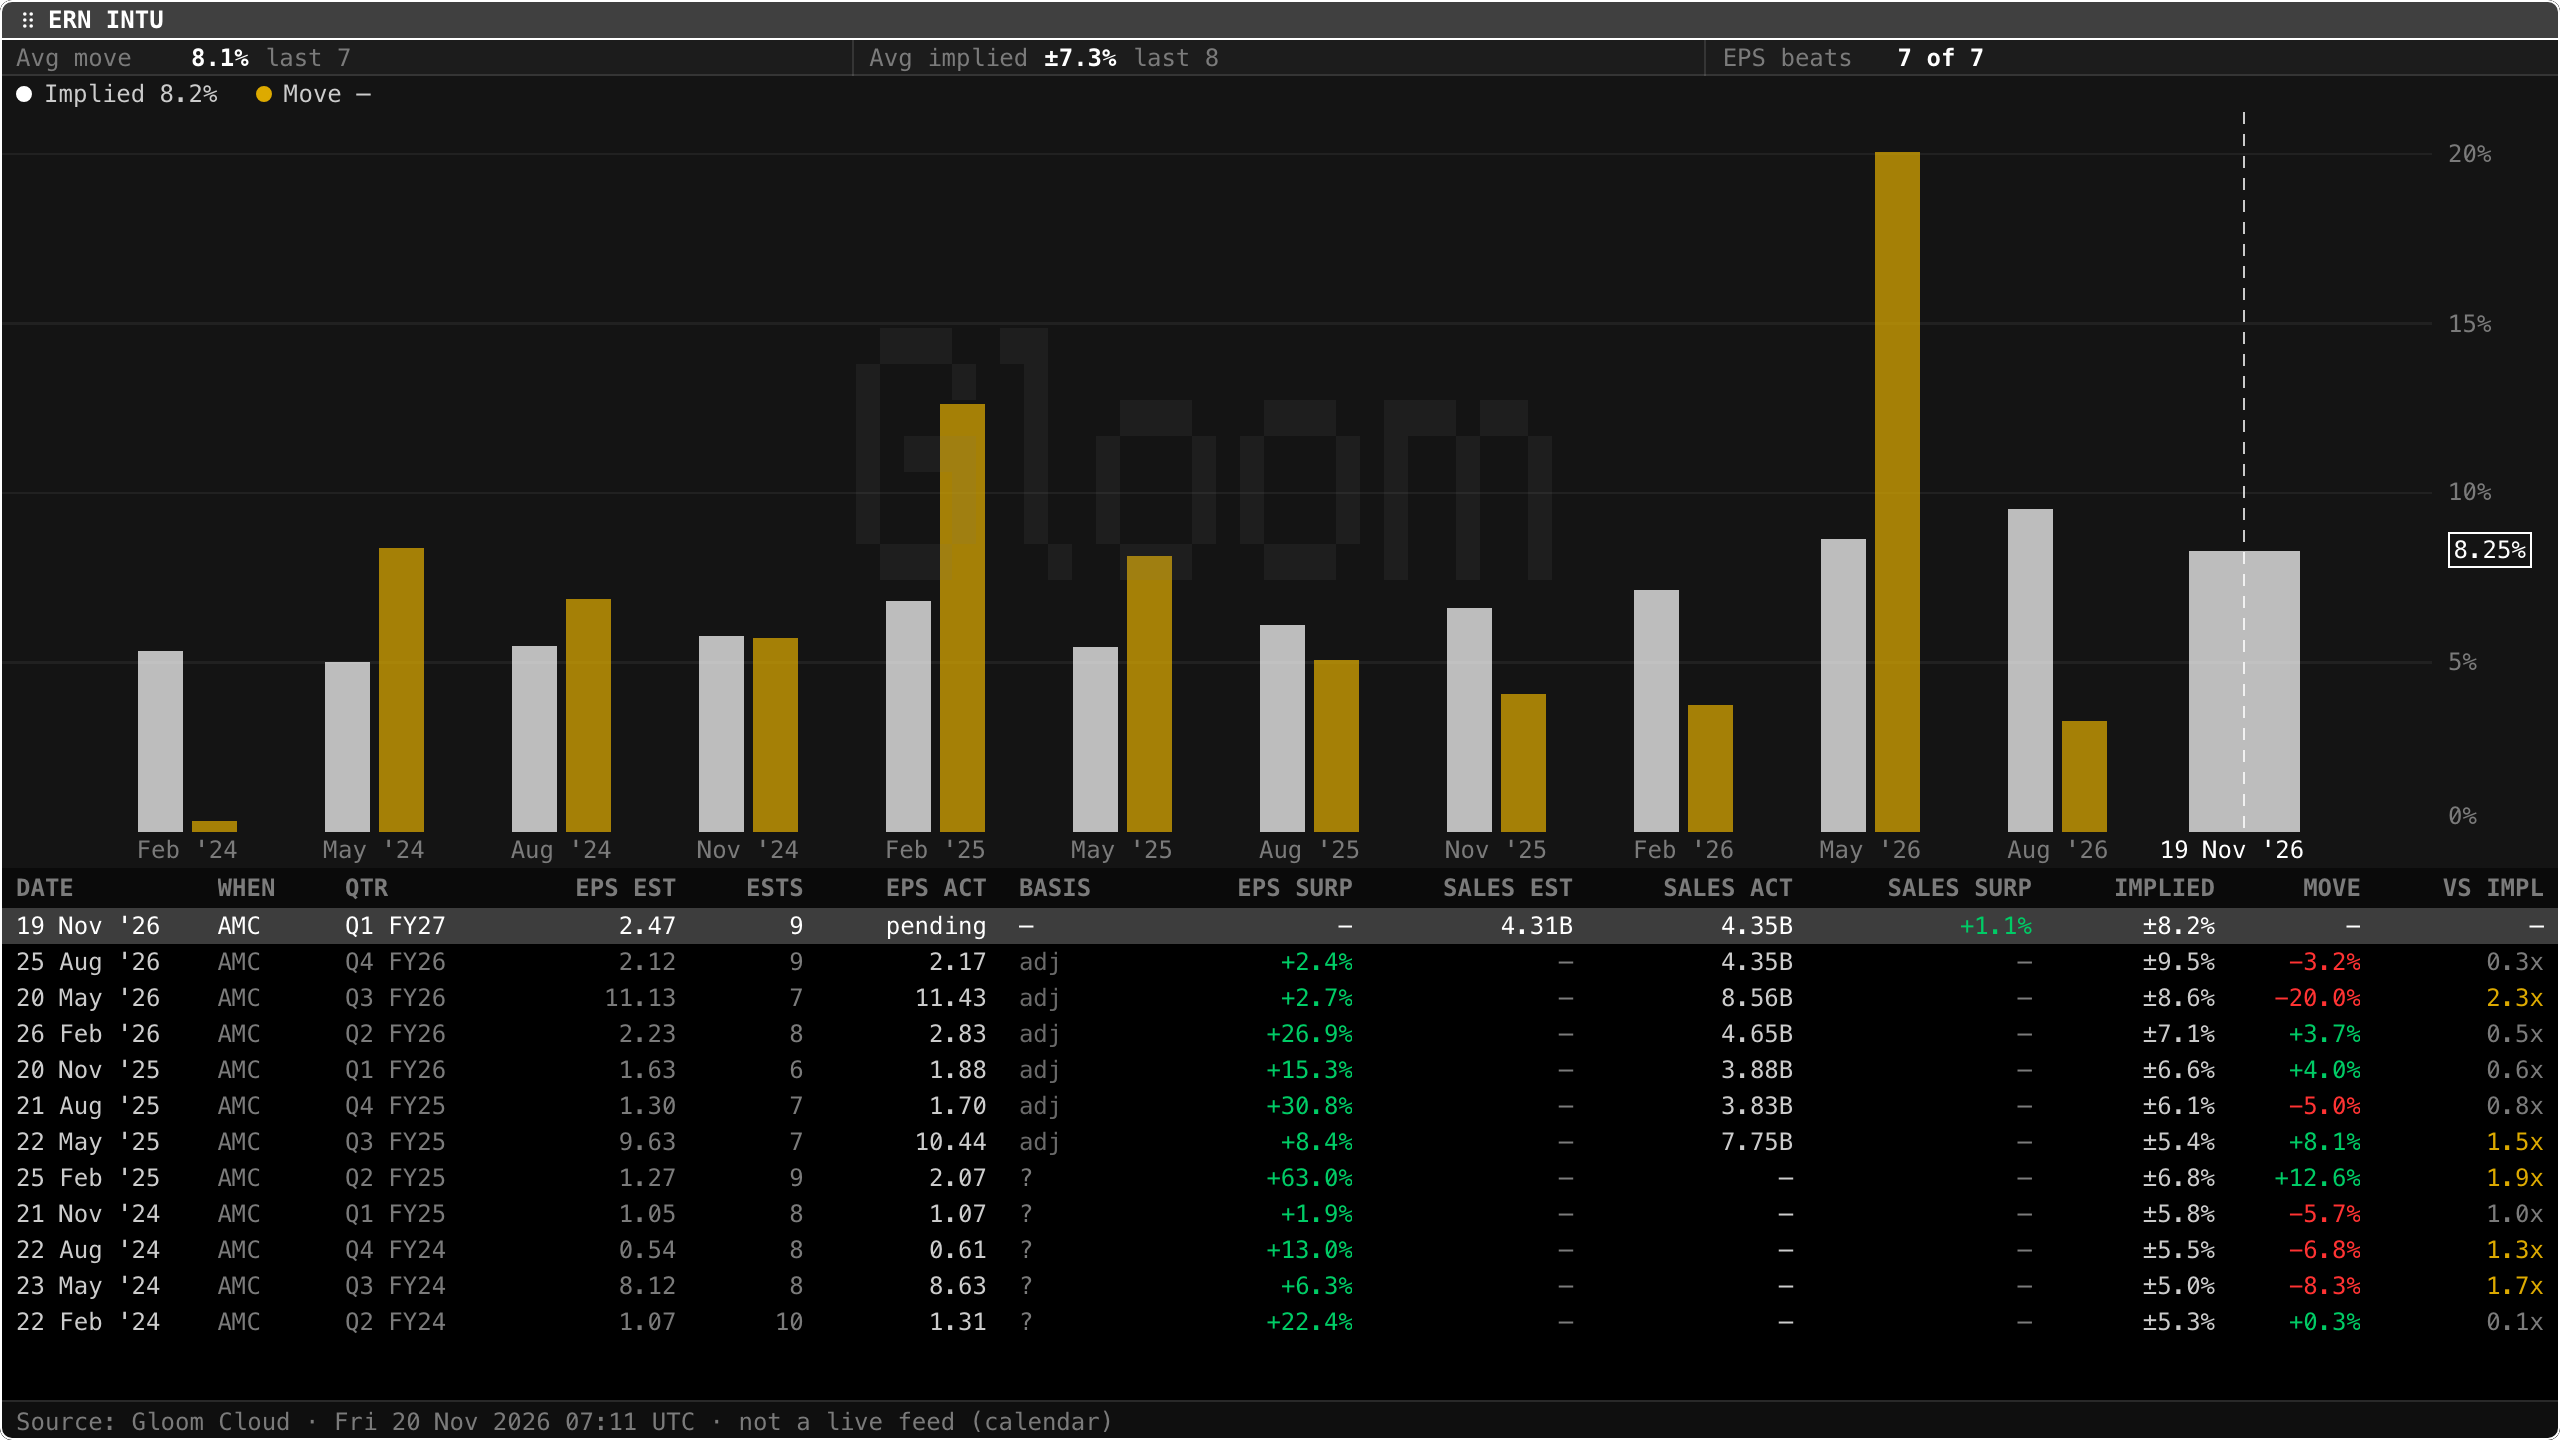 ERN INTU
Avg move 8.1% last 7 Avg implied ±7.3% last 8 EPS beats 7 of 7
Implied 8.2% Move —
20%
15%
10%
8.25%
5%
0%
Gloom
Feb '24 May '24 Aug '24 Nov '24 Feb '25 May '25 Aug '25 Nov '25 Feb '26 May '26 Aug '26 19 Nov '26
DATE WHEN QTR EPS EST ESTS EPS ACT BASIS EPS SURP SALES EST SALES ACT SALES SURP IMPLIED MOVE VS IMPL
19 Nov '26 AMC Q1 FY27 2.47 9 pending — — 4.31B 4.35B +1.1% ±8.2% — —
25 Aug '26 AMC Q4 FY26 2.12 9 2.17 adj +2.4% — 4.35B — ±9.5% −3.2% 0.3x
20 May '26 AMC Q3 FY26 11.13 7 11.43 adj +2.7% — 8.56B — ±8.6% −20.0% 2.3x
26 Feb '26 AMC Q2 FY26 2.23 8 2.83 adj +26.9% — 4.65B — ±7.1% +3.7% 0.5x
20 Nov '25 AMC Q1 FY26 1.63 6 1.88 adj +15.3% — 3.88B — ±6.6% +4.0% 0.6x
21 Aug '25 AMC Q4 FY25 1.30 7 1.70 adj +30.8% — 3.83B — ±6.1% −5.0% 0.8x
22 May '25 AMC Q3 FY25 9.63 7 10.44 adj +8.4% — 7.75B — ±5.4% +8.1% 1.5x
25 Feb '25 AMC Q2 FY25 1.27 9 2.07 ? +63.0% — — — ±6.8% +12.6% 1.9x
21 Nov '24 AMC Q1 FY25 1.05 8 1.07 ? +1.9% — — — ±5.8% −5.7% 1.0x
22 Aug '24 AMC Q4 FY24 0.54 8 0.61 ? +13.0% — — — ±5.5% −6.8% 1.3x
23 May '24 AMC Q3 FY24 8.12 8 8.63 ? +6.3% — — — ±5.0% −8.3% 1.7x
22 Feb '24 AMC Q2 FY24 1.07 10 1.31 ? +22.4% — — — ±5.3% +0.3% 0.1x
Source: Gloom Cloud · Fri 20 Nov 2026 07:11 UTC · not a live feed (calendar)